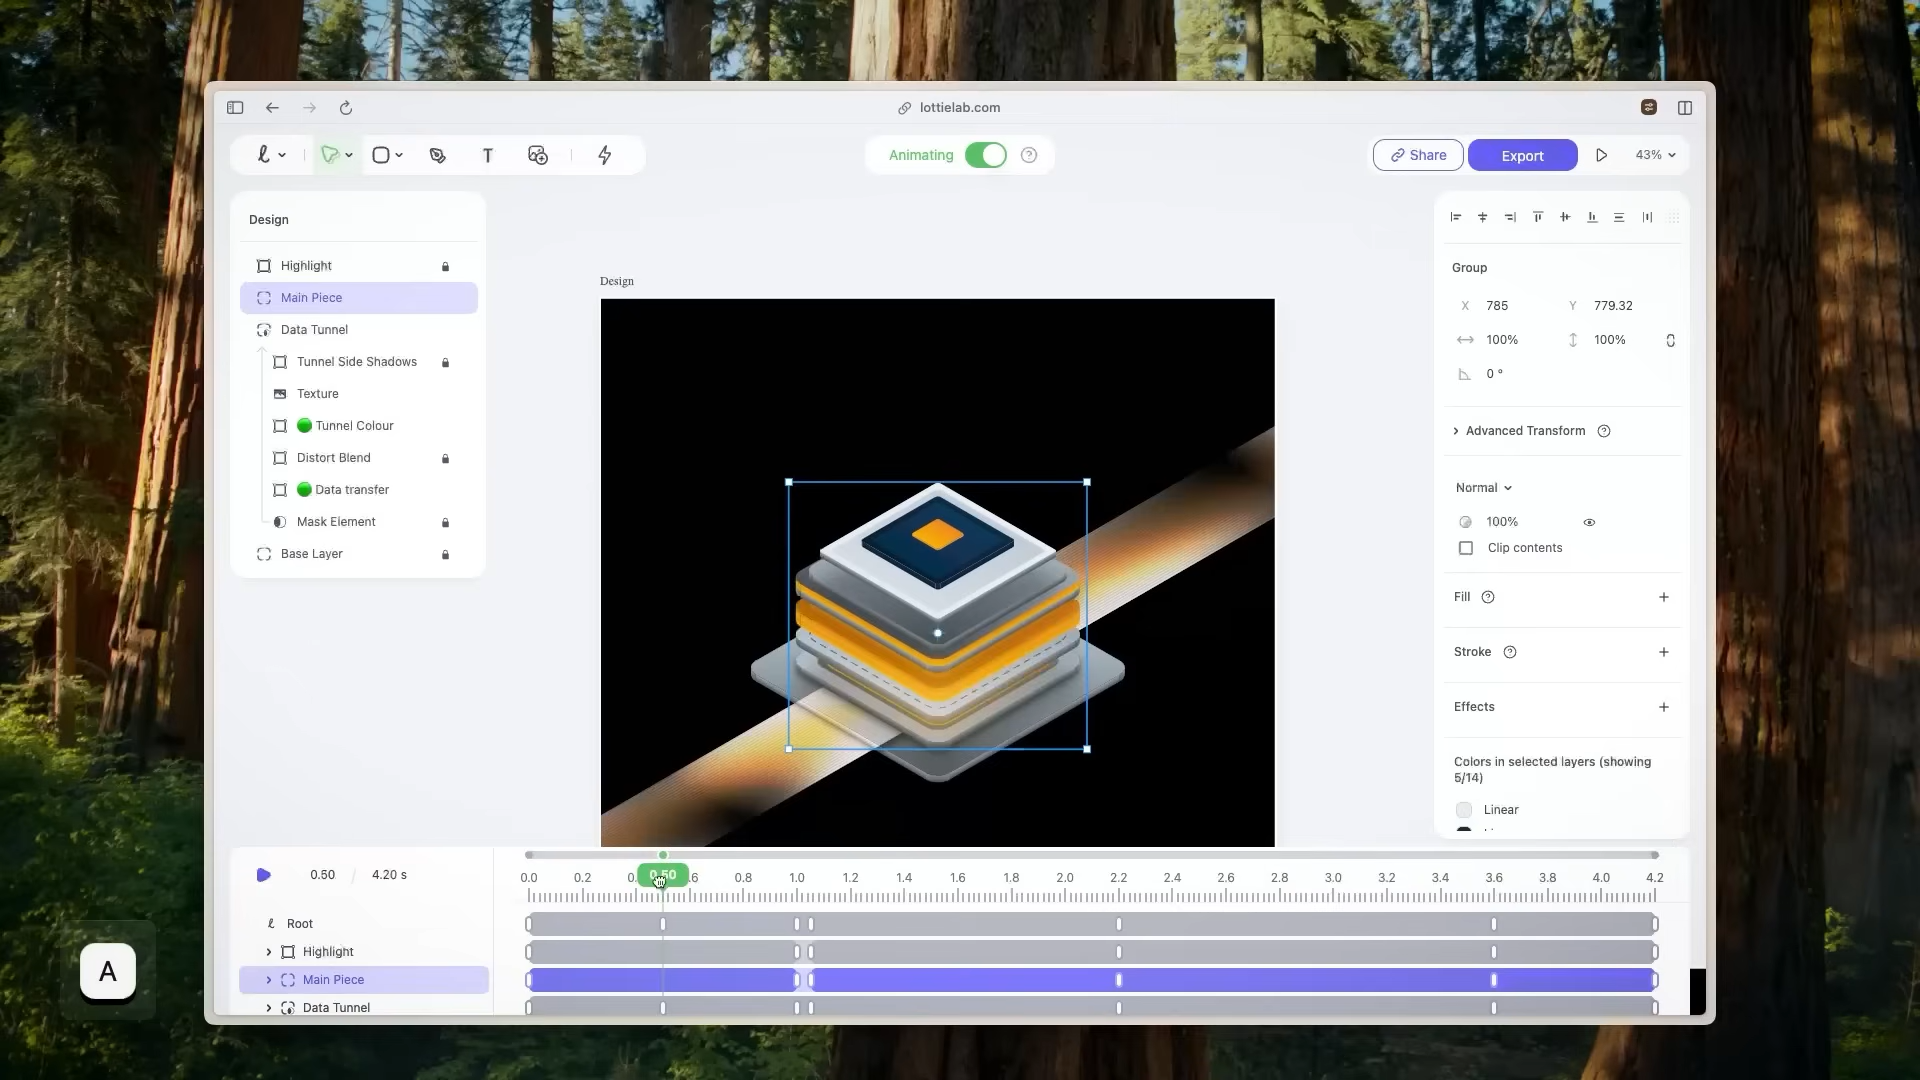 lottielab.com
T
Animating
Share
Export
43%
Design
Highlight
Main Piece
Data Tunnel
Tunnel Side Shadows
Texture
Tunnel Colour
Distort Blend
Data transfer
Mask Element
Base Layer
Design
Group
X 785 Y 779.32
100% 100%
0 °
Advanced Transform
Normal
100%
Clip contents
Fill
Stroke
Effects
Colors in selected layers (showing
5/14)
Linear
0.50 / 4.20 s
0.0 0.2 0.50 0.8 1.0 1.2 1.4 1.6 1.8 2.0 2.2 2.4 2.6 2.8 3.0 3.2 3.4 3.6 3.8 4.0 4.2
Root
Highlight
Main Piece
Data Tunnel
A